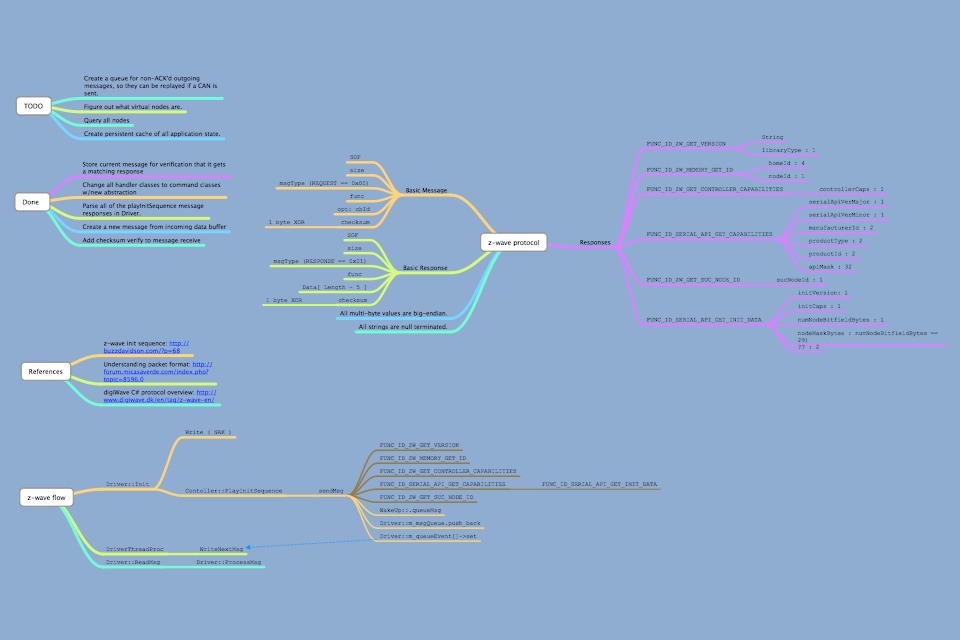 TODO
Create a queue for non-ACK'd outgoing
messages, so they can be replayed if a CAN is
sent.
Figure out what virtual nodes are.
Query all nodes
Create persistent cache of all application state.
Done
Store current message for verification that it gets
a matching response
Change all handler classes to command classes
w/new abstraction
Parse all of the playInitSequence message
responses in Driver.
Create a new message from incoming data buffer
Add checksum verify to message receive
References
z-wave init sequence: http://
buzzdavidson.com/?p=68
Understanding packet format: http://
forum.micasaverde.com/index.php?
topic=8596.0
digiWave C# protocol overview: http://
www.digiwave.dk/en/tag/z-wave-en/
z-wave protocol
Basic Message
SOF
size
msgType (REQUEST == 0x00)
func
opt: cbId
1 byte XOR checksum
Basic Response
SOF
size
msgType (RESPONSE == 0x01)
func
Data[ Length - 5 ]
1 byte XOR checksum
All multi-byte values are big-endian.
All strings are null terminated.
Responses
FUNC_ID_ZW_GET_VERSION
String
libraryType : 1
FUNC_ID_ZW_MEMORY_GET_ID
homeId : 4
nodeId : 1
FUNC_ID_ZW_GET_CONTROLLER_CAPABILITIES controllerCaps : 1
FUNC_ID_SERIAL_API_GET_CAPABILITIES
serialApiVerMajor : 1
serialApiVerMinor : 1
manufacturerId : 2
productType : 2
productId : 2
apiMask : 32
FUNC_ID_ZW_GET_SUC_NODE_ID sucNodeId : 1
FUNC_ID_SERIAL_API_GET_INIT_DATA
initVersion: 1
initCaps : 1
numNodeBitfieldBytes : 1
nodeMaskBytes : numNodeBitfieldBytes ==
29)
?? : 2
z-wave flow
Driver::Init
Write ( NAK )
Contoller::PlayInitSequence sendMsg
FUNC_ID_ZW_GET_VERSION
FUNC_ID_ZW_MEMORY_GET_ID
FUNC_ID_ZW_GET_CONTROLLER_CAPABILITIES
FUNC_ID_SERIAL_API_GET_CAPABILITIES FUNC_ID_SERIAL_API_GET_INIT_DATA
FUNC_ID_ZW_GET_SUC_NODE_ID
WakeUp::.queueMsg
Driver::m_msgQueue.push_back
Driver::m_queueEvent[]->set
DriverThreadProc WriteNextMsg
Driver::ReadMsg Driver::ProcessMsg